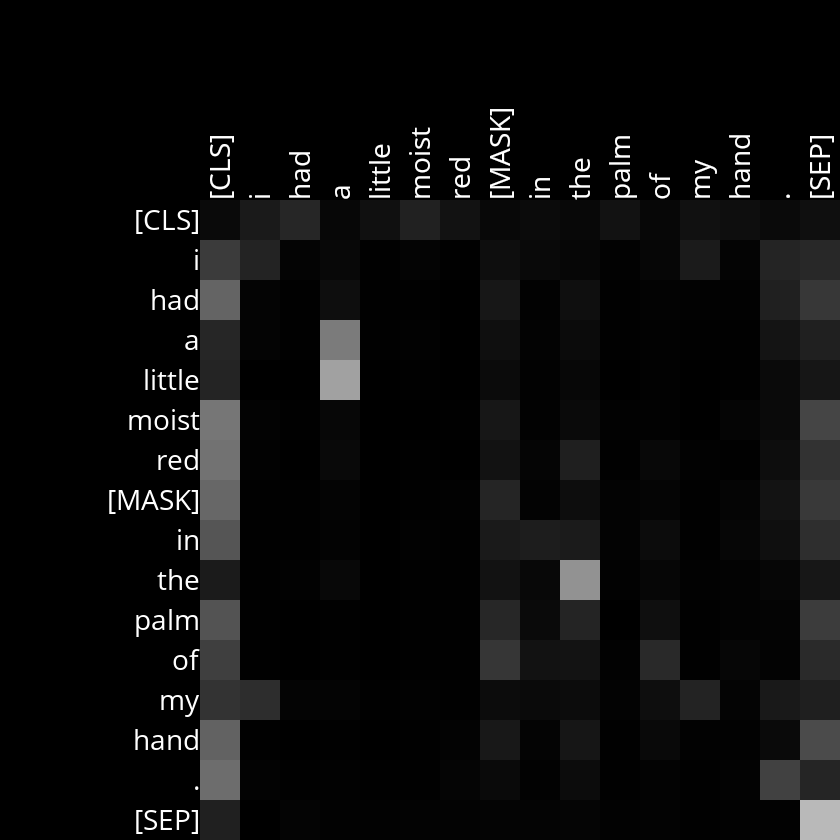 [CLS] i had a little moist red [MASK] in the palm of my hand . [SEP]
[CLS]
i
had
a
little
moist
red
[MASK]
in
the
palm
of
my
hand
.
[SEP]